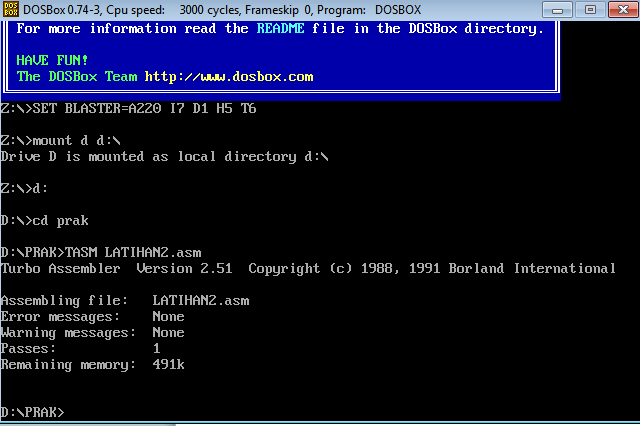 DOS
BOX
DOSBox 0.74-3, Cpu speed:    3000 cycles, Frameskip  0, Program:   DOSBOX
For more information read the README file in the DOSBox directory.
HAVE FUN!
The DOSBox Team http://www.dosbox.com
Z:\>SET BLASTER=A220 I7 D1 H5 T6
Z:\>mount d d:\
Drive D is mounted as local directory d:\
Z:\>d:
D:\>cd prak
D:\PRAK>TASM LATIHAN2.asm
Turbo Assembler  Version 2.51  Copyright (c) 1988, 1991 Borland International
Assembling file:   LATIHAN2.asm
Error messages:    None
Warning messages:  None
Passes:            1
Remaining memory:  491k
D:\PRAK>